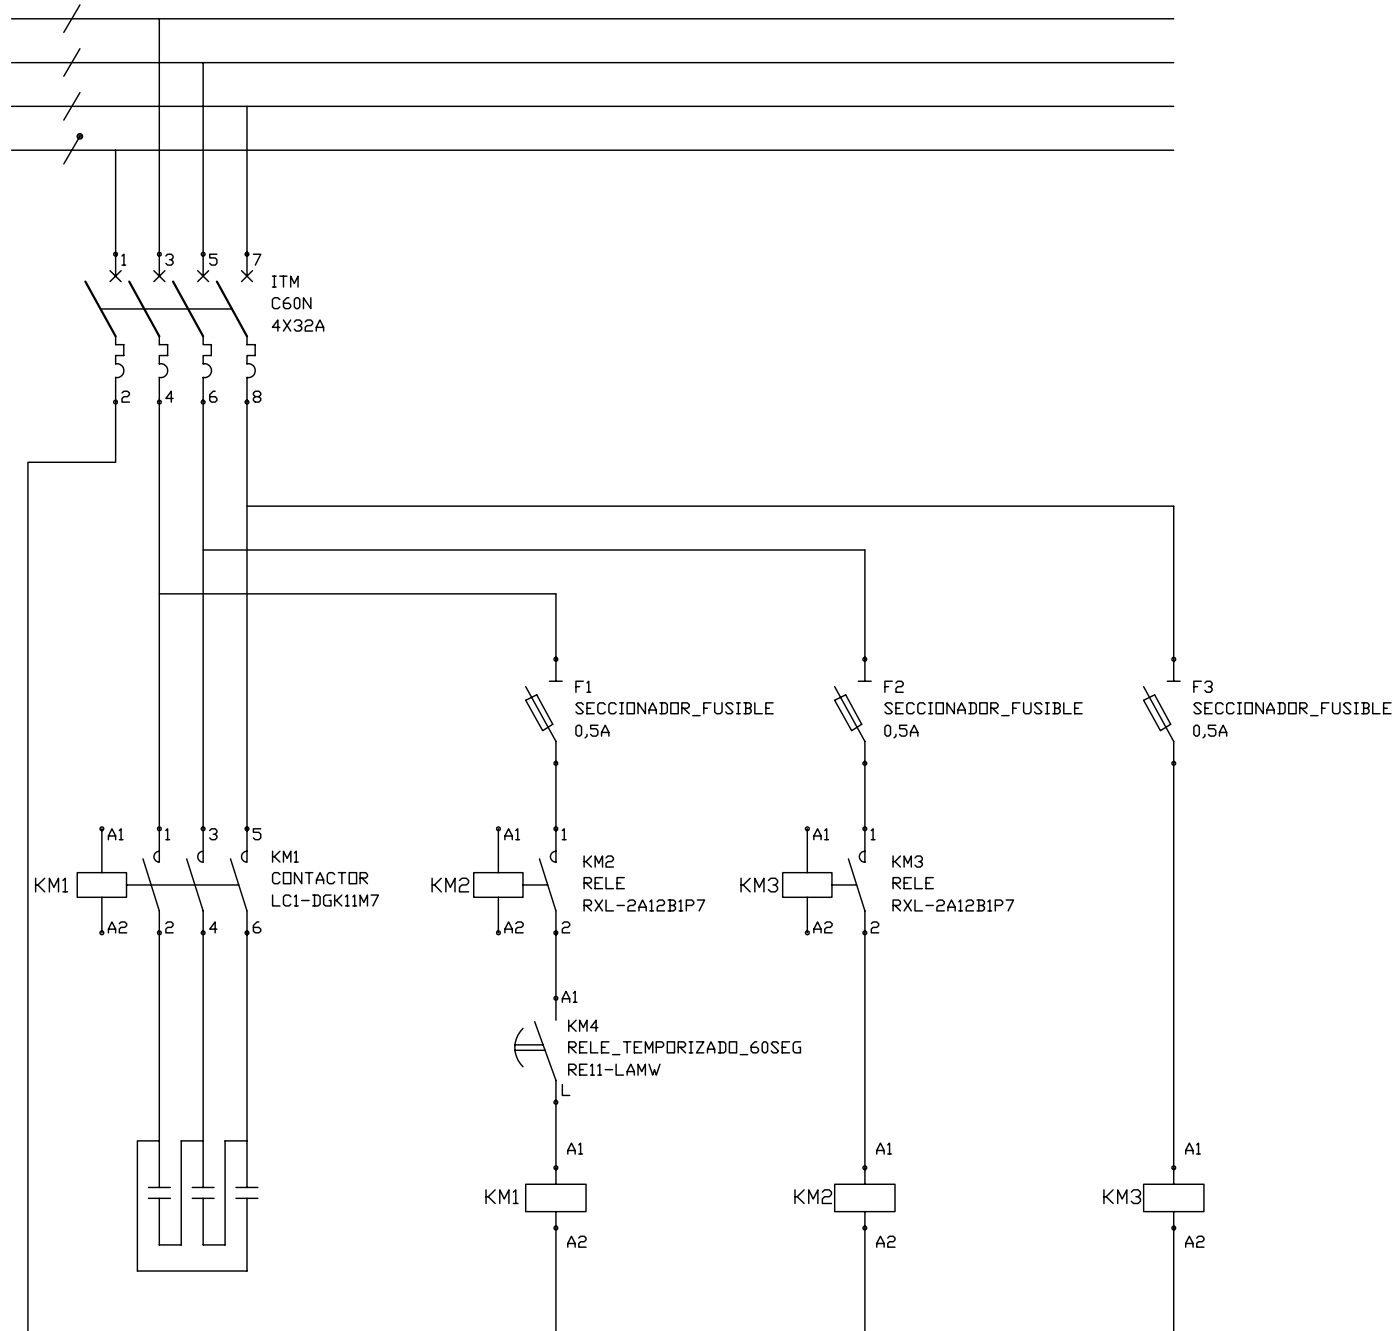 1 3 5 7
ITM
C60N
4X32A
2 4 6 8
F1
SECCIONADOR_FUSIBLE
0,5A
F2
SECCIONADOR_FUSIBLE
0,5A
F3
SECCIONADOR_FUSIBLE
0,5A
A1 1 3 5
KM1
KM1
CONTACTOR
LC1-DGK11M7
A2 2 4 6
A1 1
KM2
KM2
RELE
RXL-2A12B1P7
A2 2
A1 1
KM3
KM3
RELE
RXL-2A12B1P7
A2 2
A1
KM4
RELE_TEMPORIZADO_60SEG
RE11-LAMW
L
A1
KM1
A2
A1
KM2
A2
A1
KM3
A2